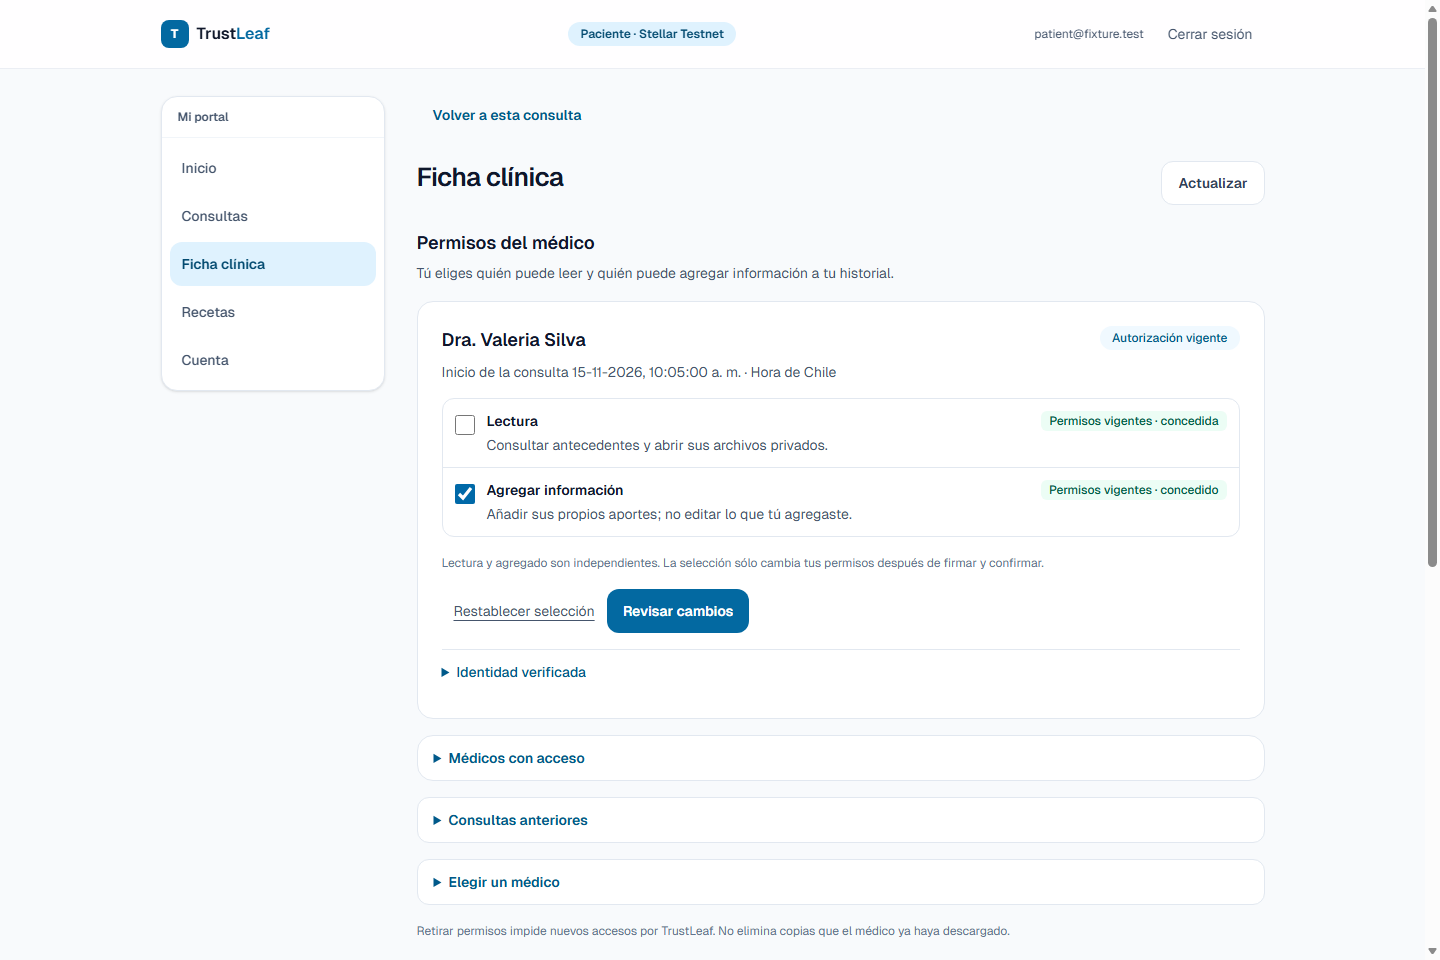 T TrustLeaf
Paciente · Stellar Testnet
patient@fixture.test
Cerrar sesión
Mi portal
Inicio
Consultas
Ficha clínica
Recetas
Cuenta
Volver a esta consulta
Ficha clínica
Actualizar
Permisos del médico
Tú eliges quién puede leer y quién puede agregar información a tu historial.
Dra. Valeria Silva
Autorización vigente
Inicio de la consulta 15-11-2026, 10:05:00 a. m. · Hora de Chile
Lectura
Permisos vigentes · concedida
Consultar antecedentes y abrir sus archivos privados.
Agregar información
Permisos vigentes · concedido
Añadir sus propios aportes; no editar lo que tú agregaste.
Lectura y agregado son independientes. La selección sólo cambia tus permisos después de firmar y confirmar.
Restablecer selección
Revisar cambios
Identidad verificada
Médicos con acceso
Consultas anteriores
Elegir un médico
Retirar permisos impide nuevos accesos por TrustLeaf. No elimina copias que el médico ya haya descargado.